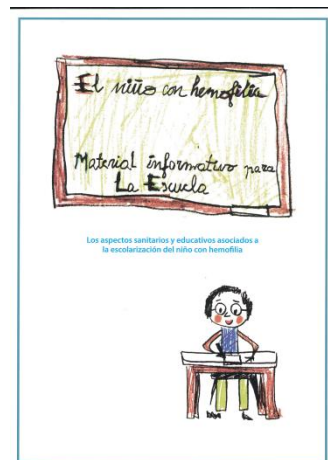 El niño con hemofilia
Material informativo para
La Escuela
Los aspectos sanitarios y educativos asociados a
la escolarización del niño con hemofilia